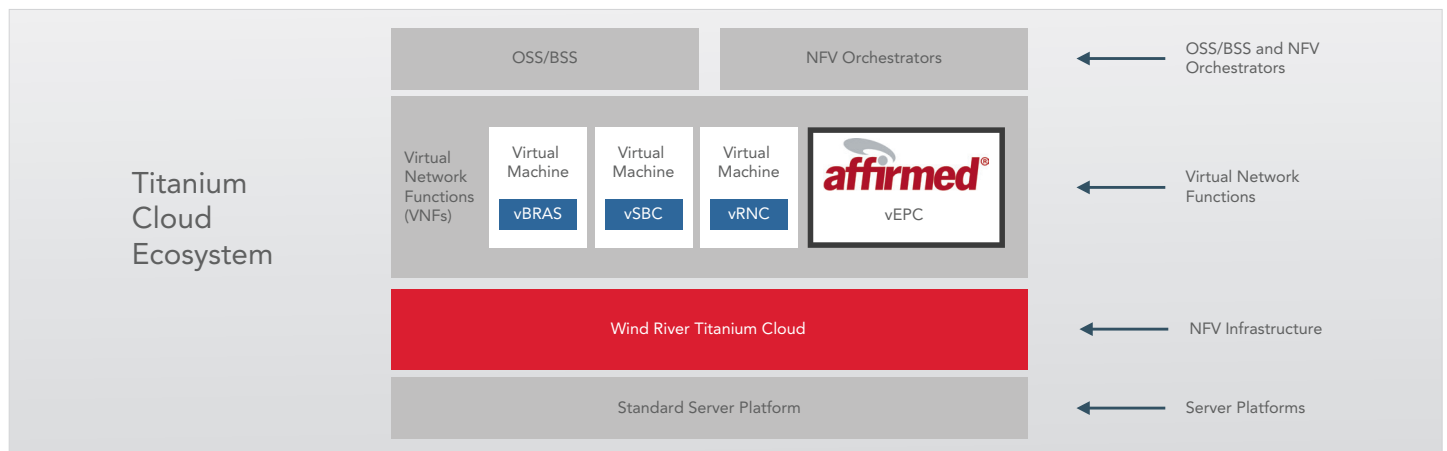 Titanium
Cloud
Ecosystem
OSS/BSS
NFV Orchestrators
OSS/BSS and NFV
Orchestrators
Virtual
Network
Functions
(VNFs)
Virtual
Machine
vBRAS
Virtual
Machine
vSBC
Virtual
Machine
vRNC
affirmed®
vEPC
Virtual Network
Functions
Wind River Titanium Cloud
NFV Infrastructure
Standard Server Platform
Server Platforms